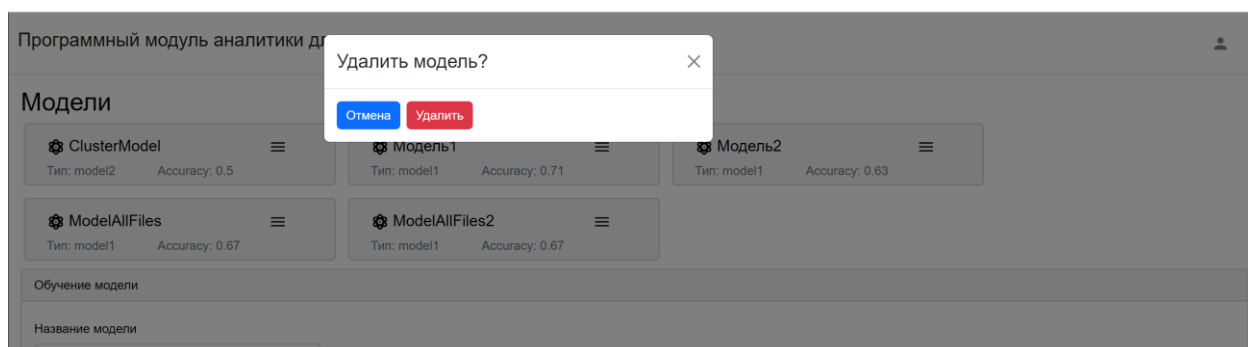 Программный модуль аналитики
Удалить модель?
Отмена Удалить
Модели
ClusterModel
Тип: model2 Accuracy: 0.5
Модель1
Тип: model1 Accuracy: 0.71
Модель2
Тип: model1 Accuracy: 0.63
ModelAllFiles
Тип: model1 Accuracy: 0.67
ModelAllFiles2
Тип: model1 Accuracy: 0.67
Обучение модели
Название модели